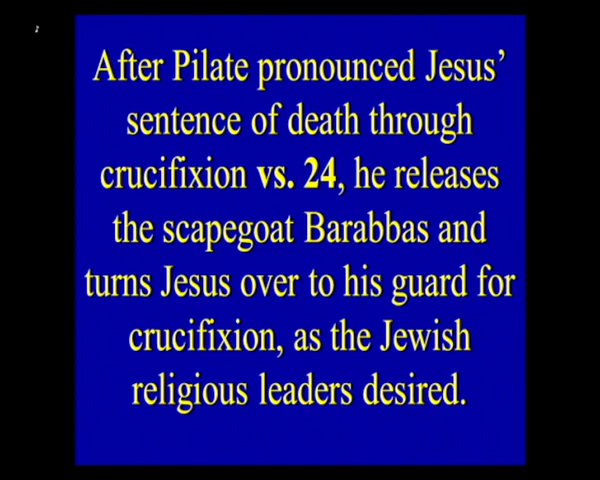 After Pilate pronounced Jesus’
sentence of death through
crucifixion vs. 24, he releases
the scapegoat Barabbas and
turns Jesus over to his guard for
crucifixion, as the Jewish
religious leaders desired.